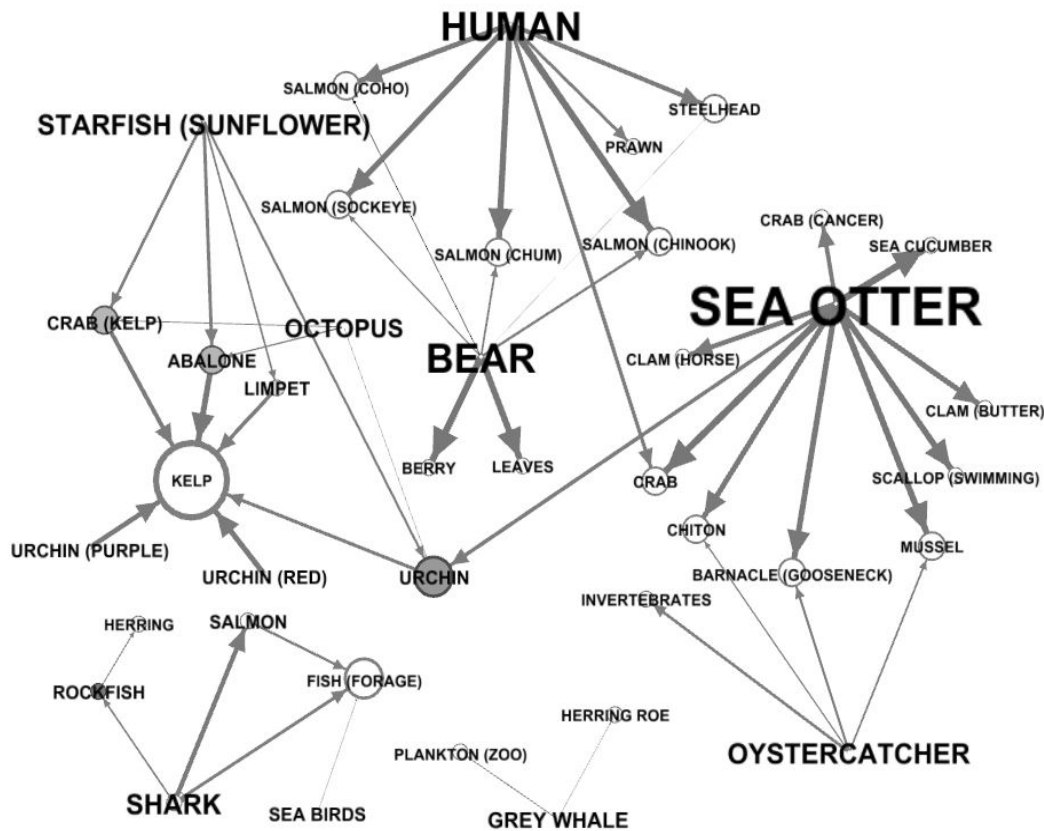 HUMAN
SALMON (COHO)
STEELHEAD
STARFISH (SUNFLOWER)
PRAWN
SALMON (SOCKEYE)
CRAB (CANCER)
SALMON (CHUM)
SALMON (CHINOOK)
SEA CUCUMBER
SEA OTTER
CRAB (KELP)
OCTOPUS
BEAR
CLAM (HORSE)
ABALONE
LIMPET
CLAM (BUTTER)
BERRY
LEAVES
KELP
CRAB
SCALLOP (SWIMMING)
CHITON
URCHIN (PURPLE)
MUSSEL
URCHIN (RED)
URCHIN
BARNACLE (GOOSENECK)
INVERTEBRATES
HERRING
SALMON
FISH (FORAGE)
ROCKFISH
HERRING ROE
PLANKTON (ZOO)
OYSTERCATCHER
SHARK
SEA BIRDS
GREY WHALE